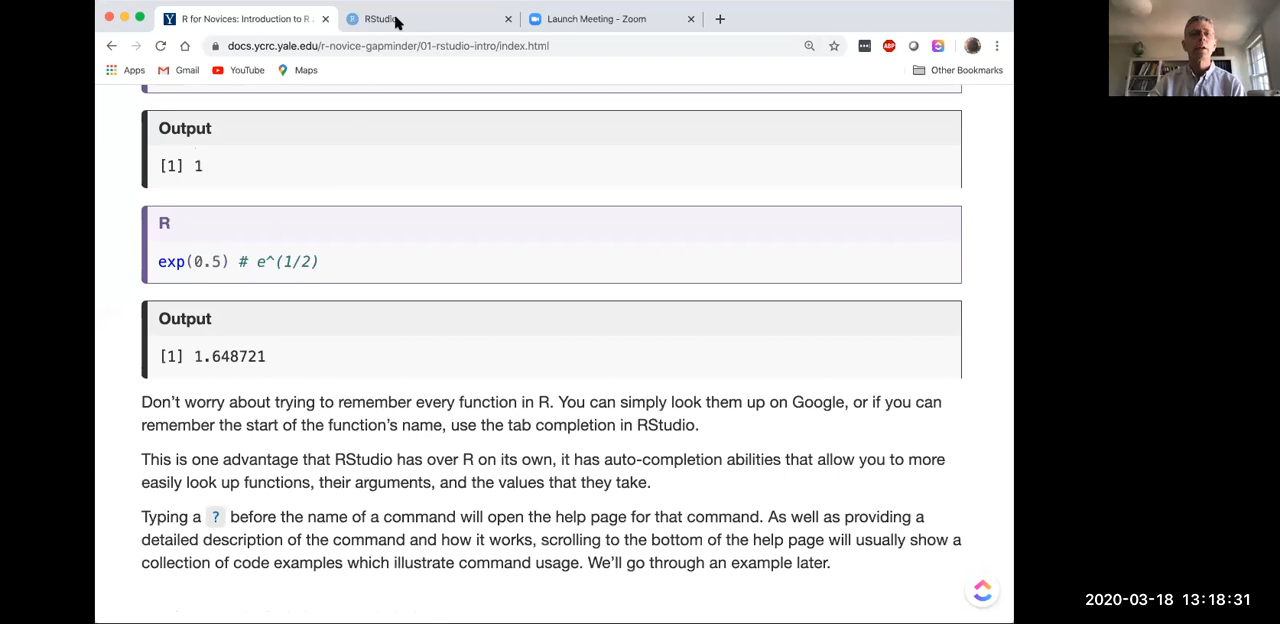 R for Novices: Introduction to R
RStudio
Launch Meeting - Zoom
docs.ycrc.yale.edu/r-novice-gapminder/01-rstudio-intro/index.html
ABP
Apps
Gmail
YouTube
Maps
Other Bookmarks
Output
[1] 1
R
exp(0.5) # e^(1/2)
Output
[1] 1.648721
Don’t worry about trying to remember every function in R. You can simply look them up on Google, or if you can
remember the start of the function’s name, use the tab completion in RStudio.
This is one advantage that RStudio has over R on its own, it has auto-completion abilities that allow you to more
easily look up functions, their arguments, and the values that they take.
Typing a ? before the name of a command will open the help page for that command. As well as providing a
detailed description of the command and how it works, scrolling to the bottom of the help page will usually show a
collection of code examples which illustrate command usage. We’ll go through an example later.
2020-03-18 13:18:31